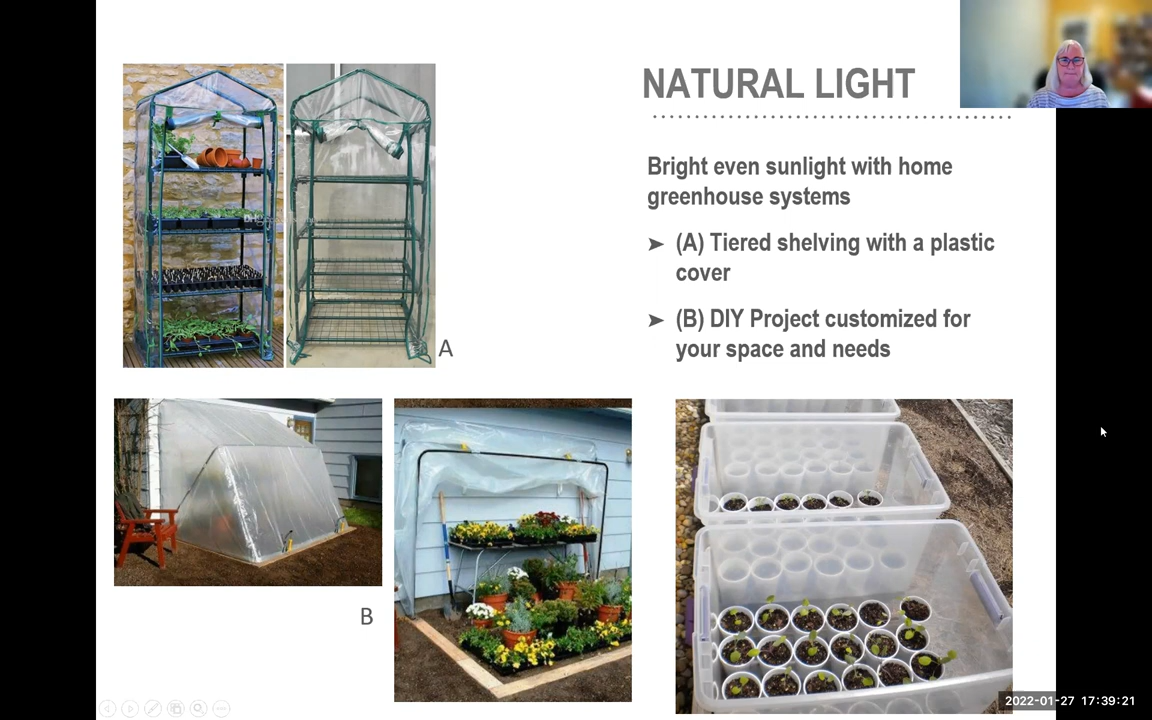 NATURAL LIGHT
Bright even sunlight with home
greenhouse systems
➤ (A) Tiered shelving with a plastic
cover
➤ (B) DIY Project customized for
your space and needs
A
B
2022-01-27 17:39:21